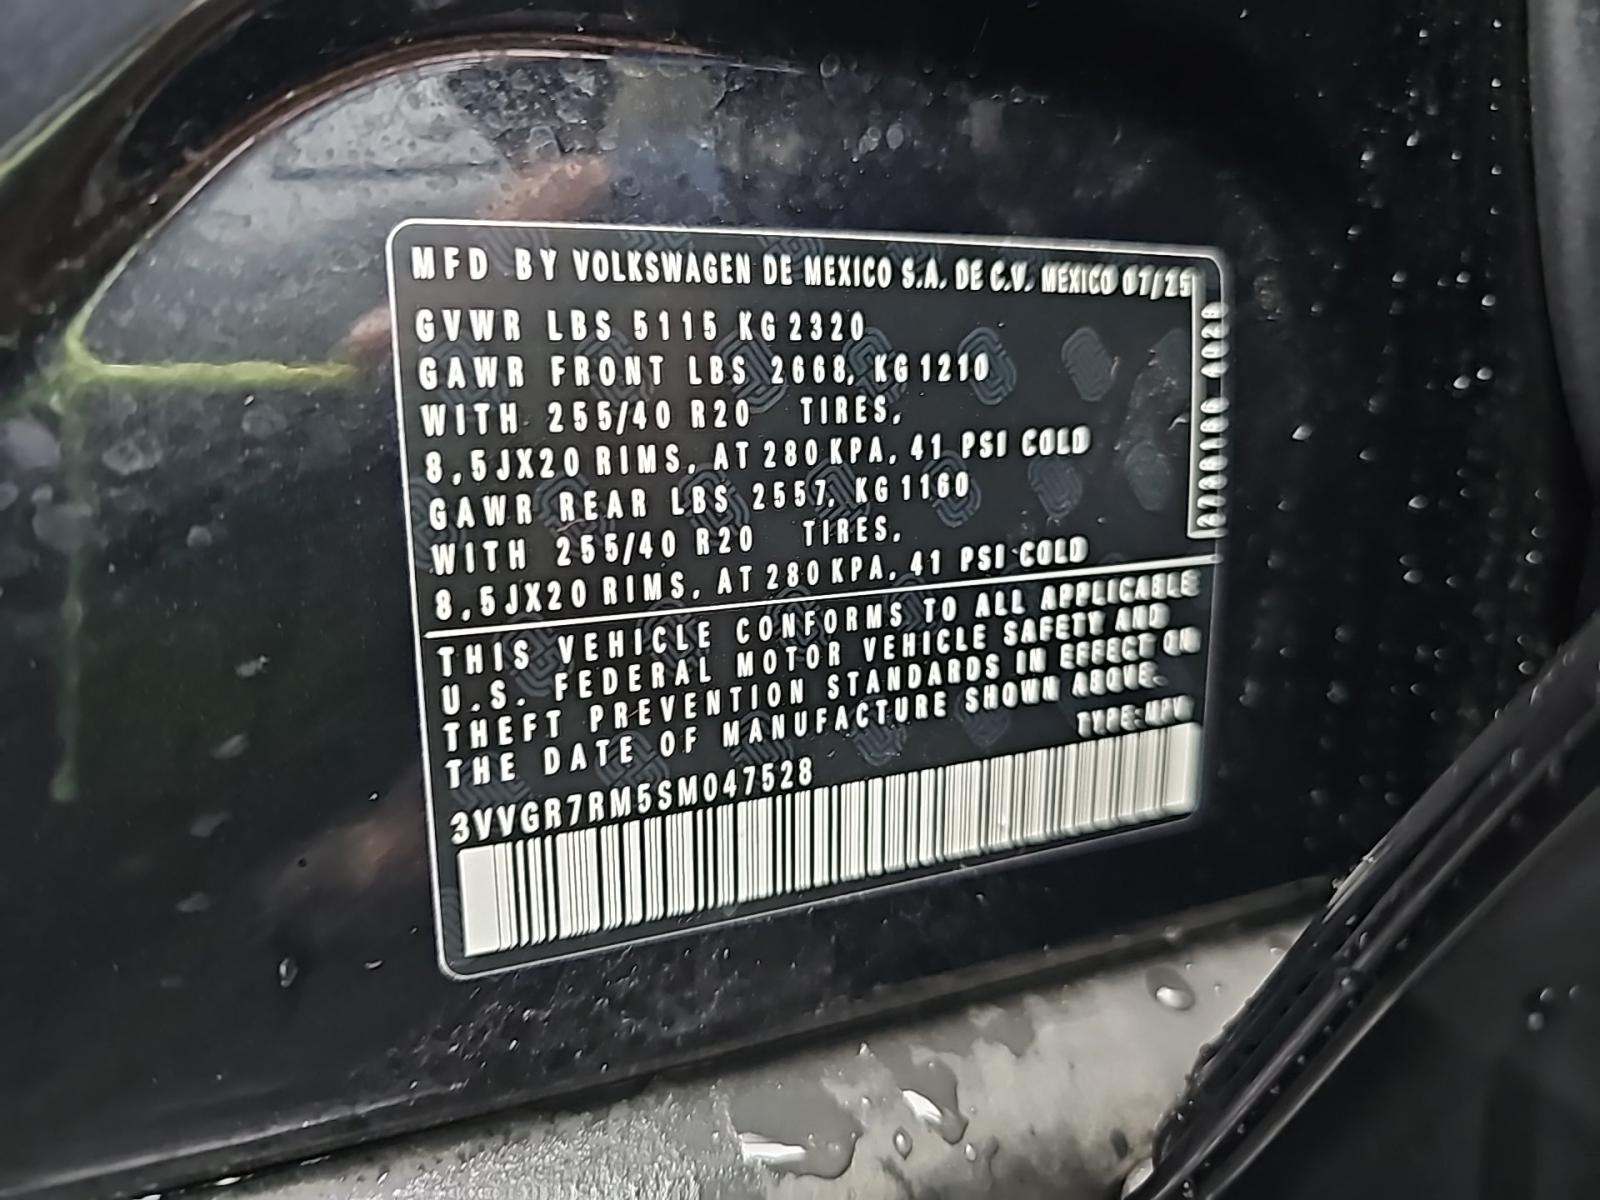 MFD BY VOLKSWAGEN DE MEXICO S.A. DE C.V. MEXICO 07/25
GVWR LBS 5115 KG 2320
GAWR FRONT LBS 2668, KG 1210
WITH 255/40 R20 TIRES,
8,5JX20 RIMS, AT 280 KPA, 41 PSI COLD
GAWR REAR LBS 2557, KG 1160
WITH 255/40 R20 TIRES,
8,5JX20 RIMS, AT 280 KPA, 41 PSI COLD
THIS VEHICLE CONFORMS TO ALL APPLICABLE
U.S. FEDERAL MOTOR VEHICLE SAFETY AND
THEFT PREVENTION STANDARDS IN EFFECT ON
THE DATE OF MANUFACTURE SHOWN ABOVE.
TYPE: MPV
3VVGR7RM5SM047528